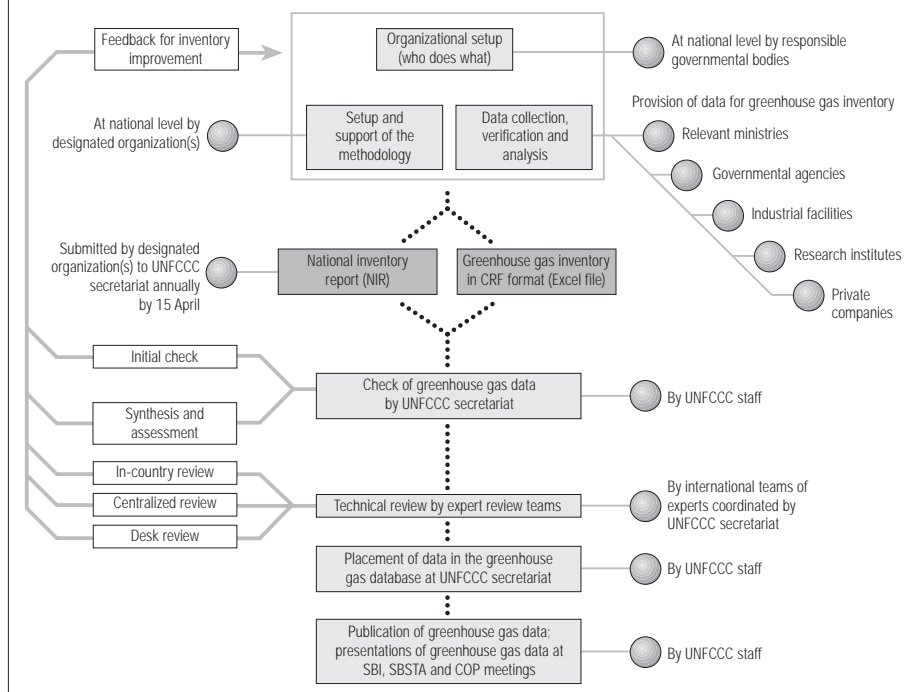 Feedback for inventory
improvement
Organizational setup
(who does what)
At national level by responsible
governmental bodies
Provision of data for greenhouse gas inventory
At national level by
designated organization(s)
Setup and
support of the
methodology
Data collection,
verification and
analysis
Relevant ministries
Governmental agencies
Industrial facilities
Research institutes
Private
companies
Submitted by designated
organization(s) to UNFCCC
secretariat annually
by 15 April
National inventory
report (NIR)
Greenhouse gas inventory
in CRF format (Excel file)
Initial check
Synthesis and
assessment
Check of greenhouse gas data
by UNFCCC secretariat
By UNFCCC staff
In-country review
Centralized review
Desk review
Technical review by expert review teams
By international teams of
experts coordinated by
UNFCCC secretariat
Placement of data in the greenhouse
gas database at UNFCCC secretariat
By UNFCCC staff
Publication of greenhouse gas data;
presentations of greenhouse gas data at
SBI, SBSTA and COP meetings
By UNFCCC staff